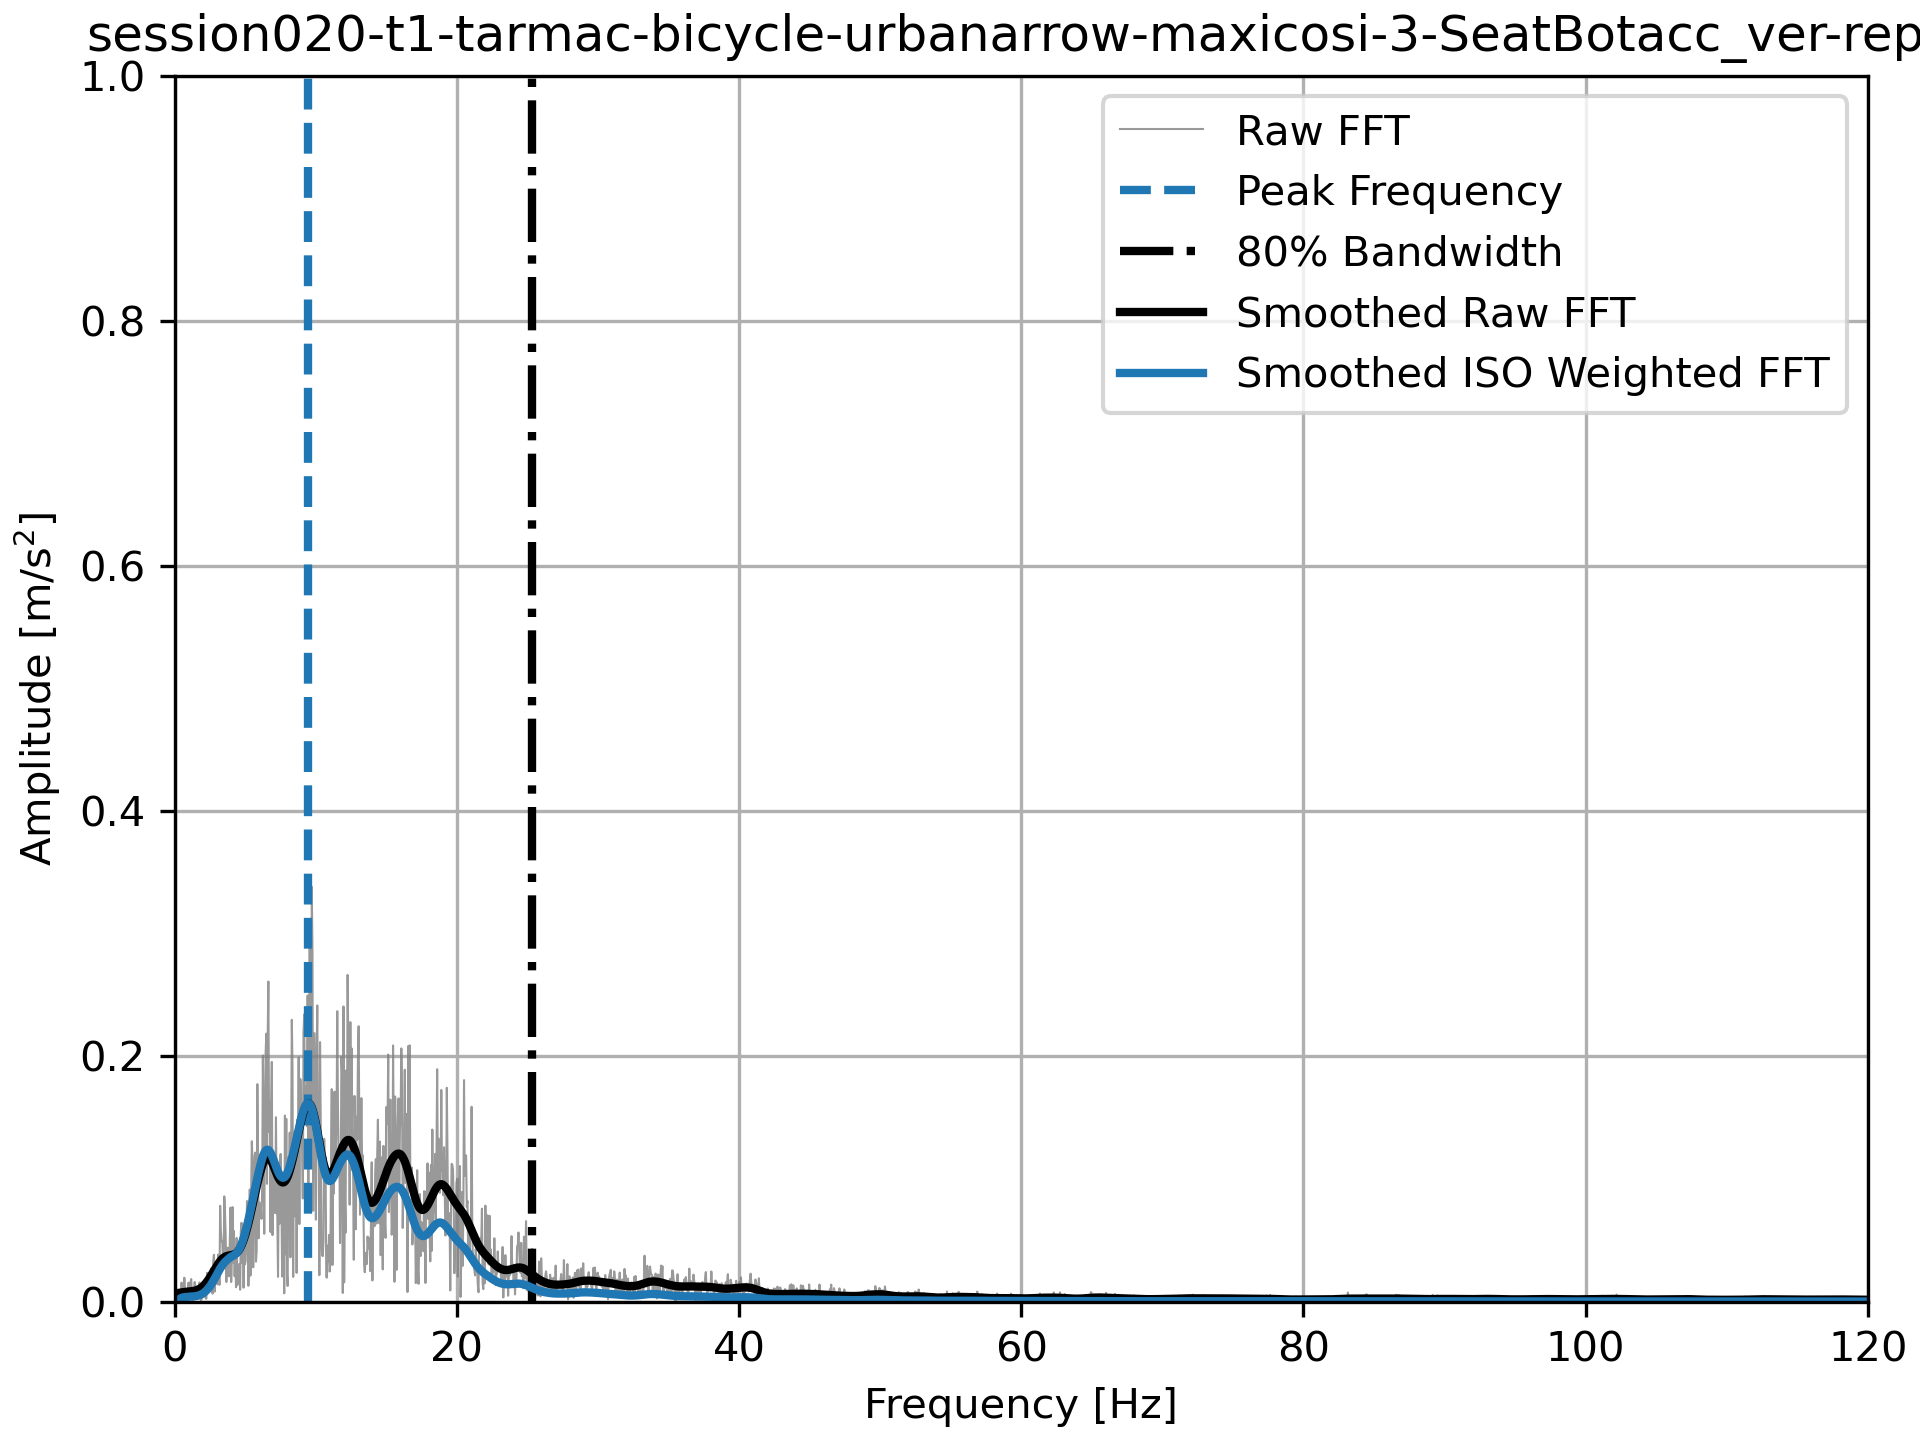 session020-t1-tarmac-bicycle-urbanarrow-maxicosi-3-SeatBotacc_ver-rep
1.0
0.8
0.6
0.4
0.2
0.0
Amplitude [m/s²]
Raw FFT
Peak Frequency
80% Bandwidth
Smoothed Raw FFT
Smoothed ISO Weighted FFT
0 20 40 60 80 100 120
Frequency [Hz]